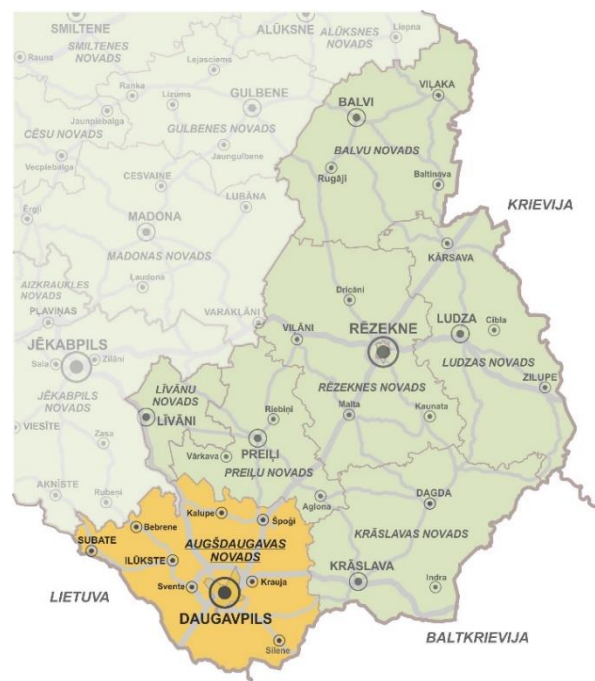 SMILTENE
SMILTENES
NOVADS
ALŪKSNE
ALŪKSNES
NOVADS
Liepna
Rauna
Lejasciems
Ranka
Lizums
GULBENE
VIĻAKA
BALVI
Jaunpiebalga
CĒSU NOVADS
GULBENES NOVADS
BALVU NOVADS
Vecpiebalga
Jaungulbene
CESVAINE
Rugāji
Baltinava
LUBĀNA
Ērgļi
MADONA
KRIEVIJA
MADONAS NOVADS
KĀRSAVA
Ļaudona
AIZKRAUKLES
NOVADS
Dricāni
PĻAVIŅAS
VARAKĻĀNI
VIĻĀNI
RĒZEKNE
LUDZA
Cibla
JĒKABPILS
Sala
Zīlāni
LUDZAS NOVADS
ZILUPE
JĒKABPILS
NOVADS
LĪVĀNU
NOVADS
RĒZEKNES NOVADS
LĪVĀNI
Riebiņi
Malta
Kaunata
VIESĪTE
Zasa
PREIĻI
Vārkava
PREIĻU NOVADS
AKNĪSTE
Rubeņi
Aglona
DAGDA
Kalupe
Špoģi
KRĀSLAVAS NOVADS
SUBATE
Bebrene
AUGŠDAUGAVAS
NOVADS
ILŪKSTE
Svente
Krauja
KRĀSLAVA
Indra
LIETUVA
DAUGAVPILS
Silene
BALTKRIEVIJA